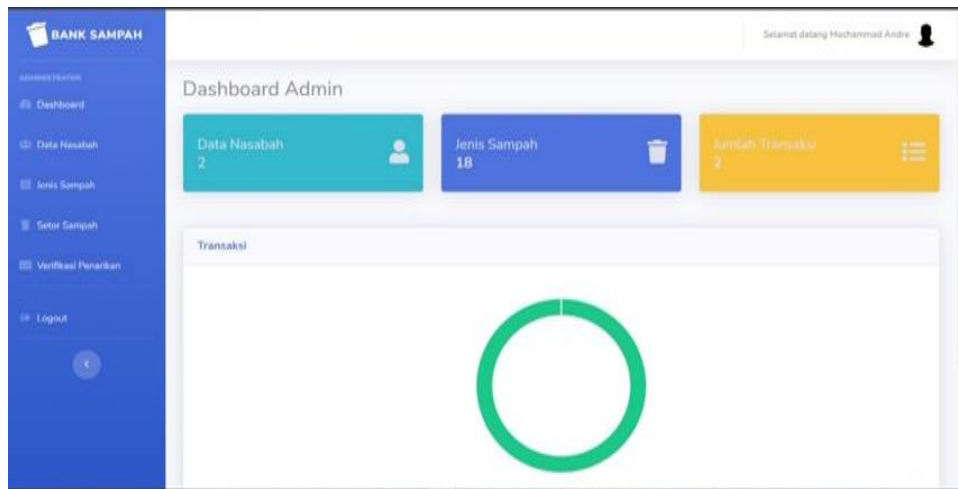 BANK SAMPAH
Selamat datang Mochammad Andre
ADMINISTRATOR
Dashboard
Data Nasabah
Jenis Sampah
Setor Sampah
Verifikasi Penarikan
Logout
Dashboard Admin
Data Nasabah
2
Jenis Sampah
18
Jumlah Transaksi
2
Transaksi